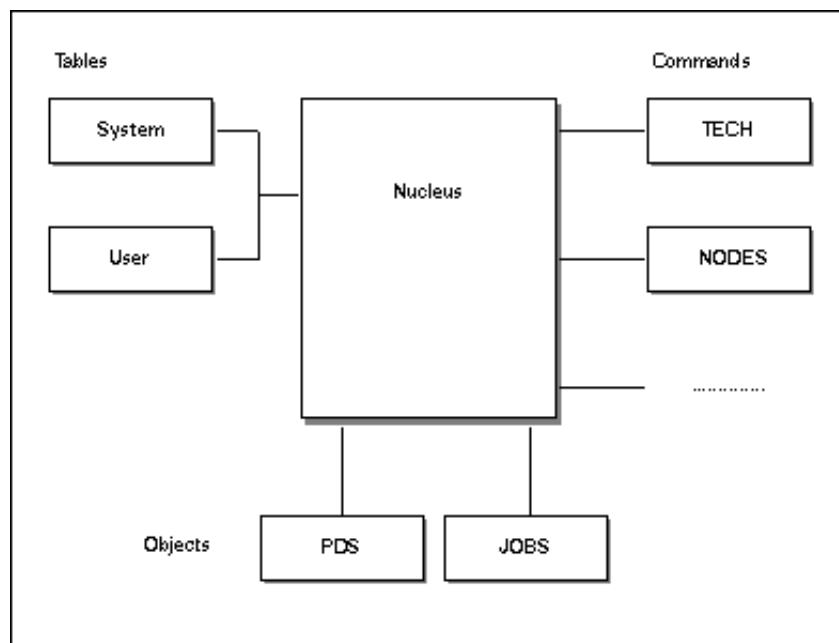 Tables
Commands
System
TECH
Nucleus
User
NODES
..............
Objects
PDS
JOBS